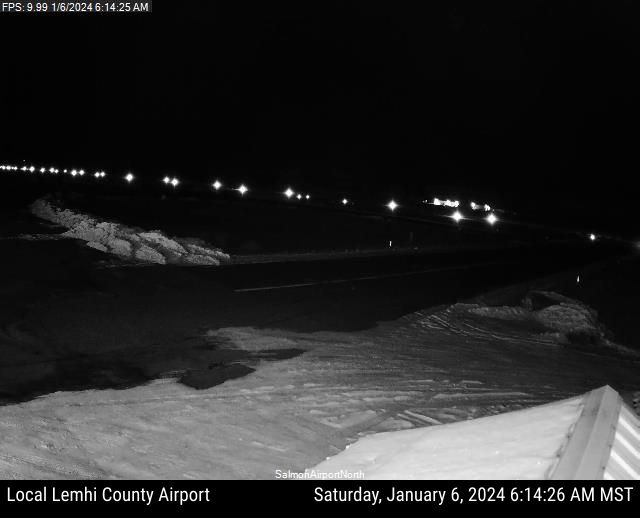 FPS: 9.99 1/6/2024 6:14:25 AM
SalmonAirportNorth
Local Lemhi County Airport Saturday, January 6, 2024 6:14:26 AM MST